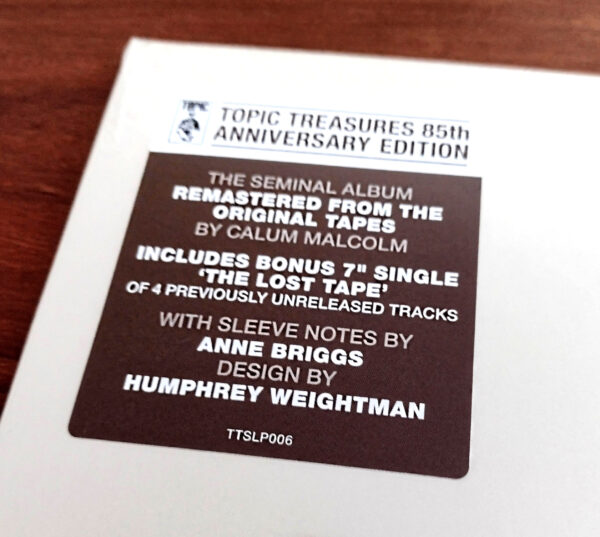 TOPIC
TOPIC TREASURES 85th
ANNIVERSARY EDITION
THE SEMINAL ALBUM
REMASTERED FROM THE
ORIGINAL TAPES
BY CALUM MALCOLM
INCLUDES BONUS 7" SINGLE
‘THE LOST TAPE’
OF 4 PREVIOUSLY UNRELEASED TRACKS
WITH SLEEVE NOTES BY
ANNE BRIGGS
DESIGN BY
HUMPHREY WEIGHTMAN
TTSLP006